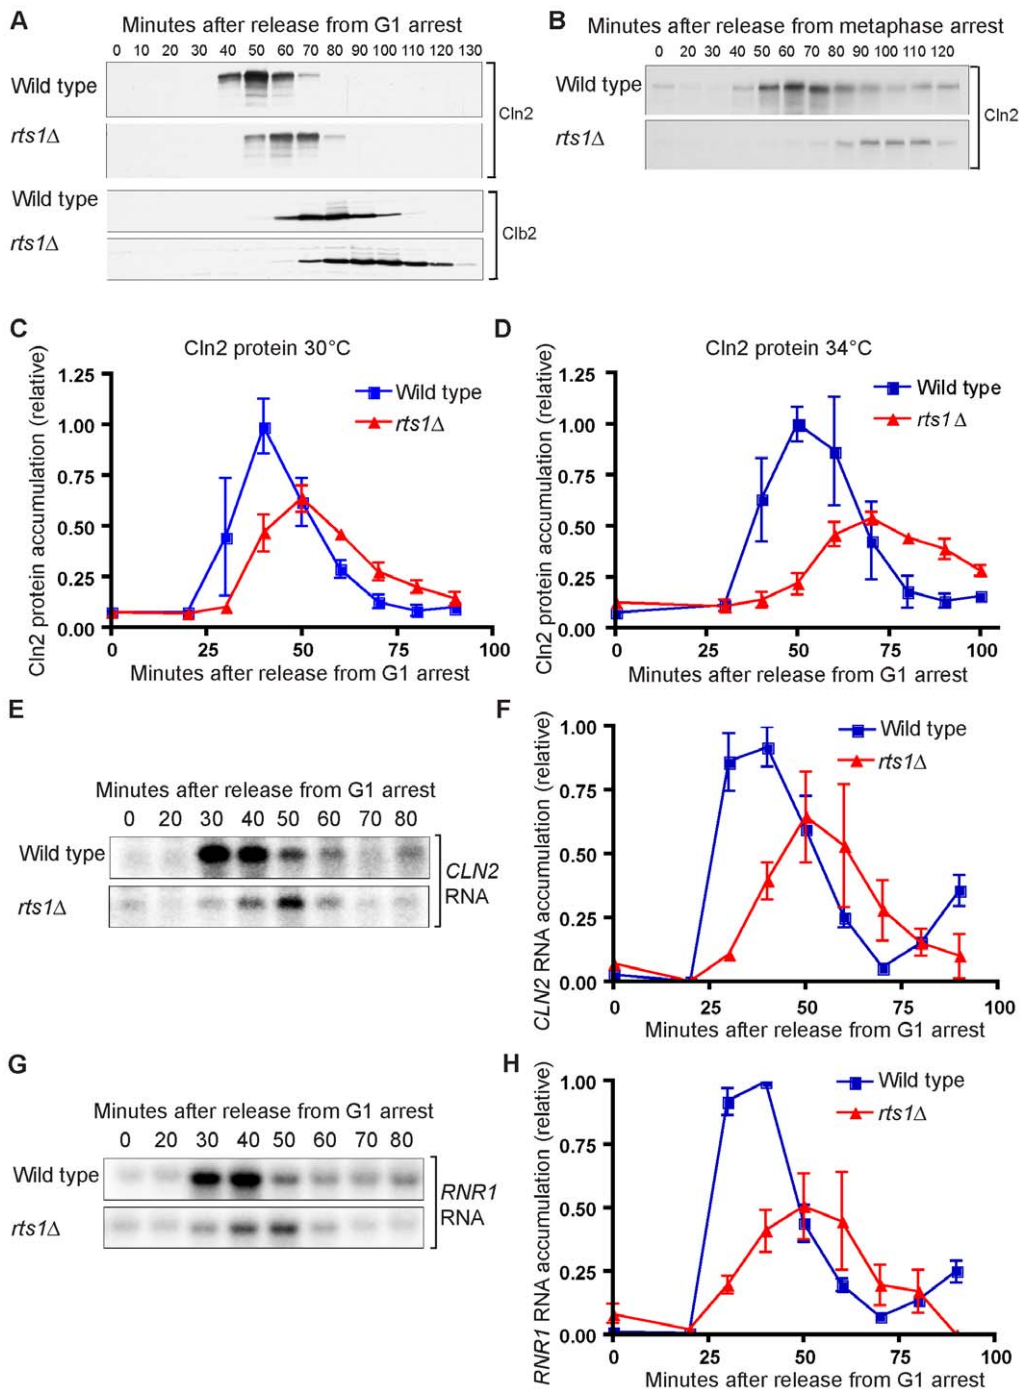 A
Minutes after release from G1 arrest
0 10 20 30 40 50 60 70 80 90 100 110 120 130
Wild type
rts1Δ
Cln2
Wild type
rts1Δ
Clb2
B
Minutes after release from metaphase arrest
0 20 30 40 50 60 70 80 90 100 110 120
Wild type
rts1Δ
Cln2
C
Cln2 protein 30°C
Cln2 protein accumulation (relative)
1.25
1.00
0.75
0.50
0.25
0.00
Wild type
rts1Δ
0 25 50 75 100
Minutes after release from G1 arrest
D
Cln2 protein 34°C
Cln2 protein accumulation (relative)
1.25
1.00
0.75
0.50
0.25
0.00
Wild type
rts1Δ
0 25 50 75 100
Minutes after release from G1 arrest
E
Minutes after release from G1 arrest
0 20 30 40 50 60 70 80
Wild type
rts1Δ
CLN2
RNA
F
CLN2 RNA accumulation (relative)
1.00
0.75
0.50
0.25
0.00
Wild type
rts1Δ
0 25 50 75 100
Minutes after release from G1 arrest
G
Minutes after release from G1 arrest
0 20 30 40 50 60 70 80
Wild type
rts1Δ
RNR1
RNA
H
RNR1 RNA accumulation (relative)
1.00
0.75
0.50
0.25
0.00
Wild type
rts1Δ
0 25 50 75 100
Minutes after release from G1 arrest